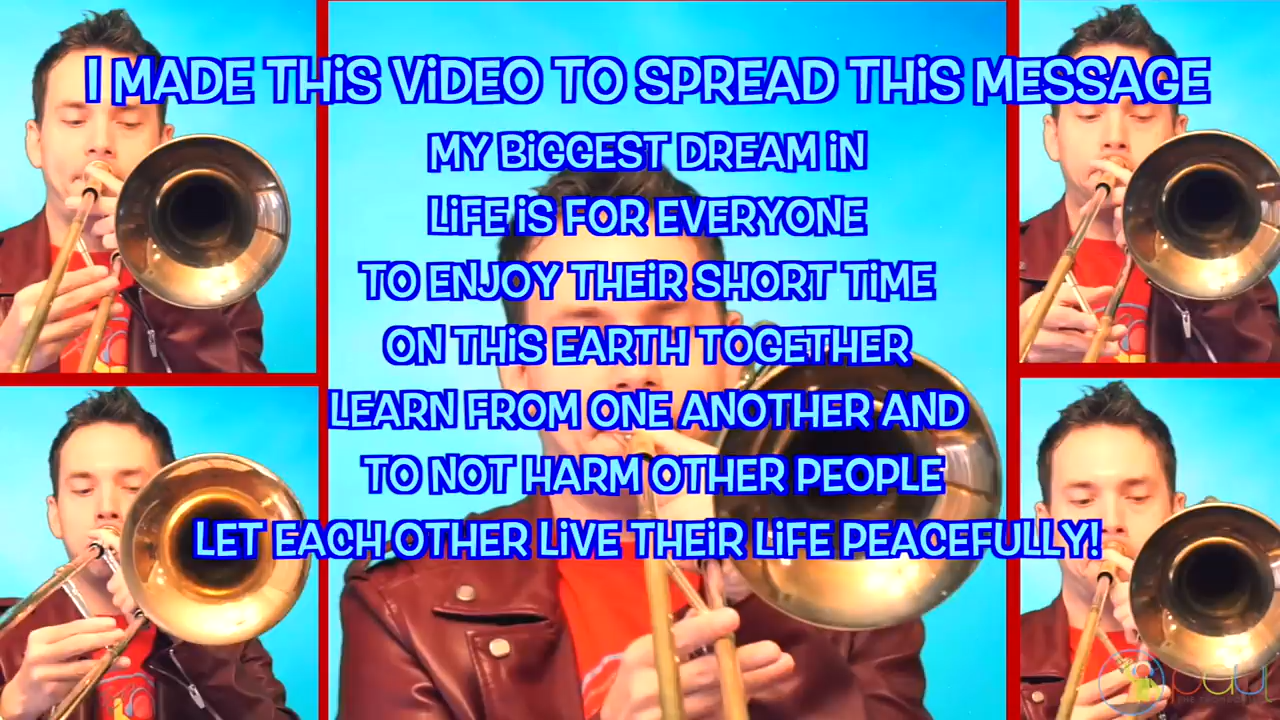 I MADE THiS ViDEO TO SPREAD THiS MESSAGE
MY BiGGEST DREAM iN
LiFE iS FOR EVERYONE
TO ENJOY THEiR SHORT TiME
ON THiS EARTH TOGETHER
LEARN FROM ONE ANOTHER AND
TO NOT HARM OTHER PEOPLE
LET EACH OTHER LiVE THEiR LiFE PEACEFULLY!
paul